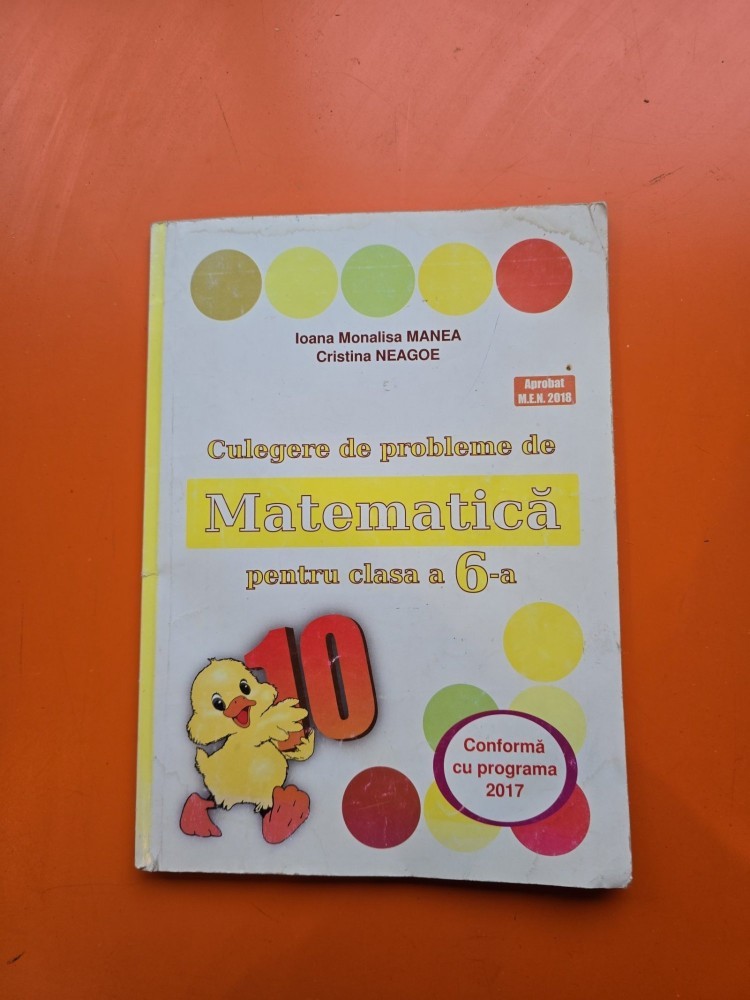 Ioana Monalisa MANEA
Cristina NEAGOE
Aprobat
M.E.N. 2018
Culegere de probleme de
Matematică
pentru clasa a 6-a
10
Conformă
cu programa
2017